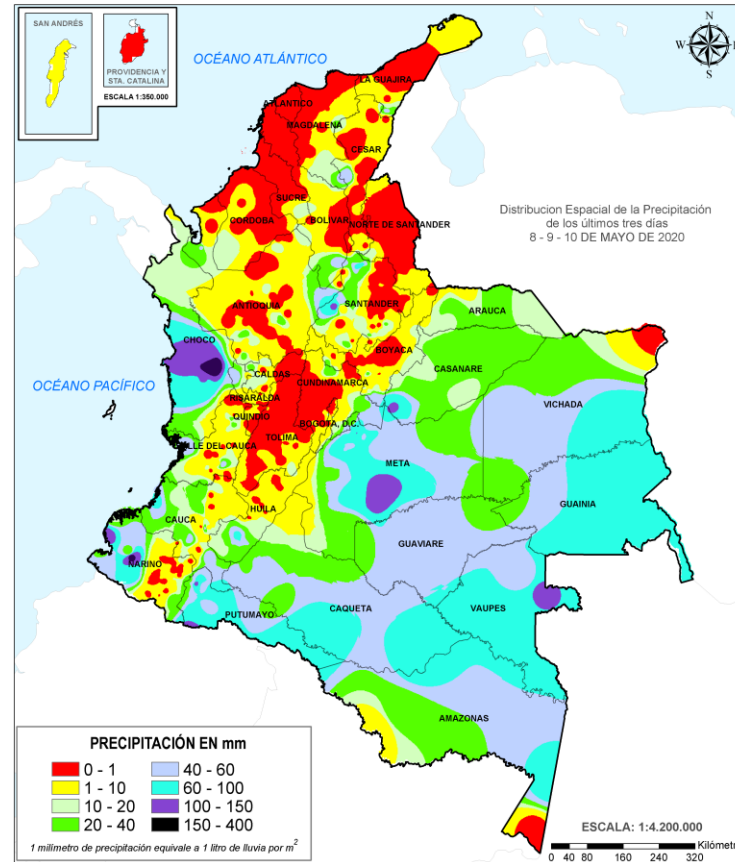 SAN ANDRÉS
PROVIDENCIA Y
STA. CATALINA
ESCALA 1:350.000
OCÉANO ATLÁNTICO
N
W
S
LA GUAJIRA
ATLANTICO
MAGDALENA
CESAR
SUCRE
CORDOBA
BOLIVAR
NORTE DE SANTANDER
Distribucion Espacial de la Precipitación
de los últimos tres días
8 - 9 - 10 DE MAYO DE 2020
ANTIOQUIA
SANTANDER
ARAUCA
CHOCO
BOYACA
CASANARE
OCÉANO PACÍFICO
CALDAS
CUNDINAMARCA
RISARALDA
VICHADA
QUINDIO
BOGOTA, D.C.
TOLIMA
ALLE DEL CAUCA
META
GUAINIA
HUILA
CAUCA
GUAVIARE
NARIÑO
PUTUMAYO
CAQUETA
VAUPES
AMAZONAS
PRECIPITACIÓN EN mm
0 - 1
40 - 60
1 - 10
60 - 100
10 - 20
100 - 150
20 - 40
150 - 400
1 milímetro de precipitación equivale a 1 litro de lluvia por m²
ESCALA: 1:4.200.000
Kilóme
0 40 80 160 240 320